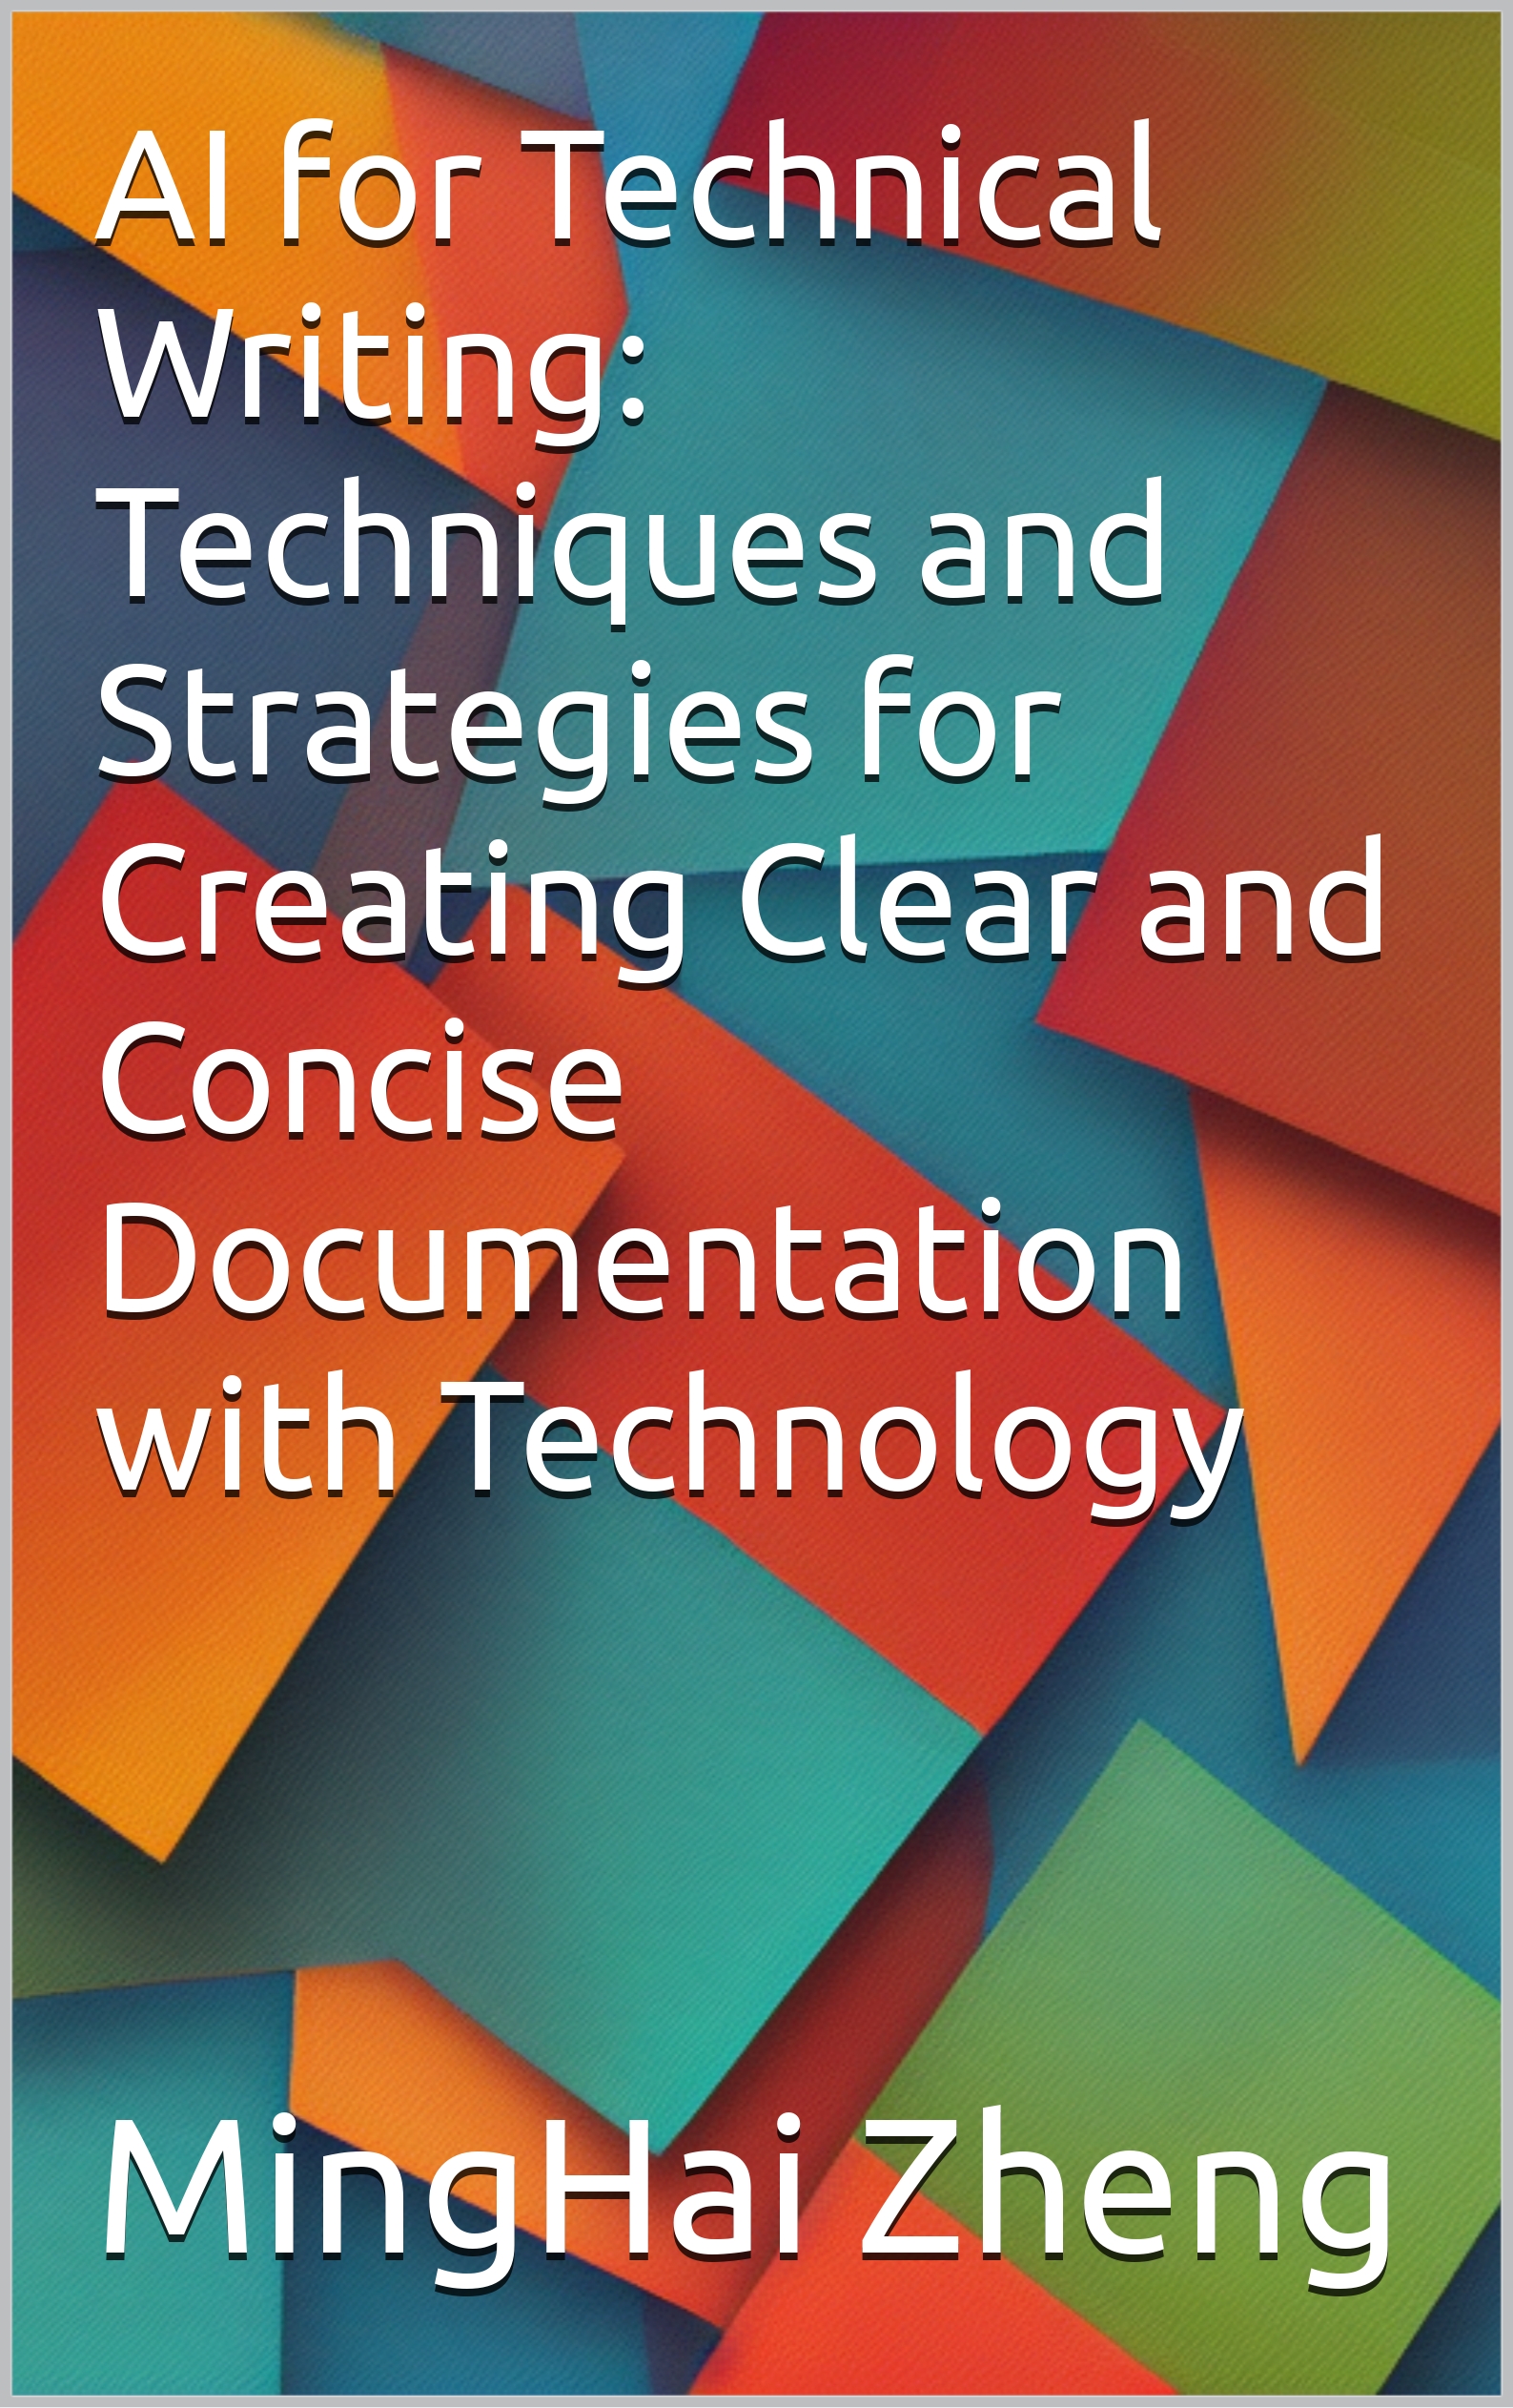 AI for Technical
Writing:
Techniques and
Strategies for
Creating Clear and
Concise
Documentation
with Technology
MingHai Zheng